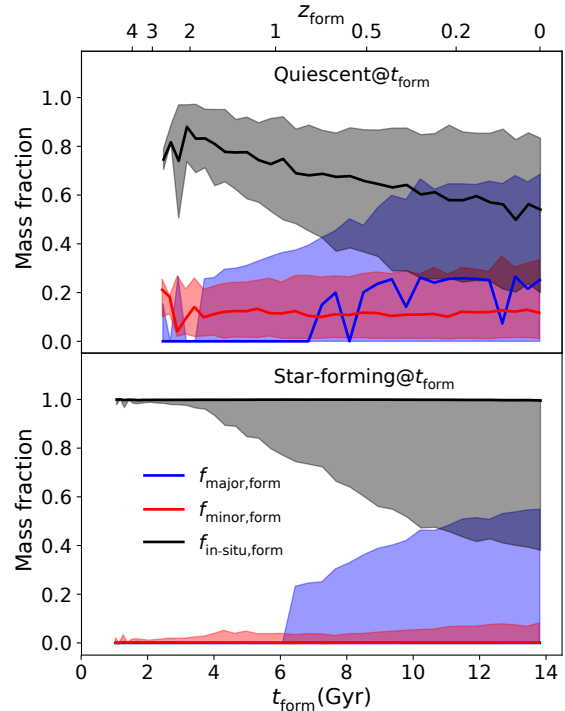 z_form
4 3 2 1 0.5 0.2 0
Quiescent@t_form
Mass fraction
1.0
0.8
0.6
0.4
0.2
0.0
Star-forming@t_form
Mass fraction
1.0
0.8
0.6
0.4
0.2
0.0
f_major,form
f_minor,form
f_in-situ,form
0 2 4 6 8 10 12 14
t_form(Gyr)